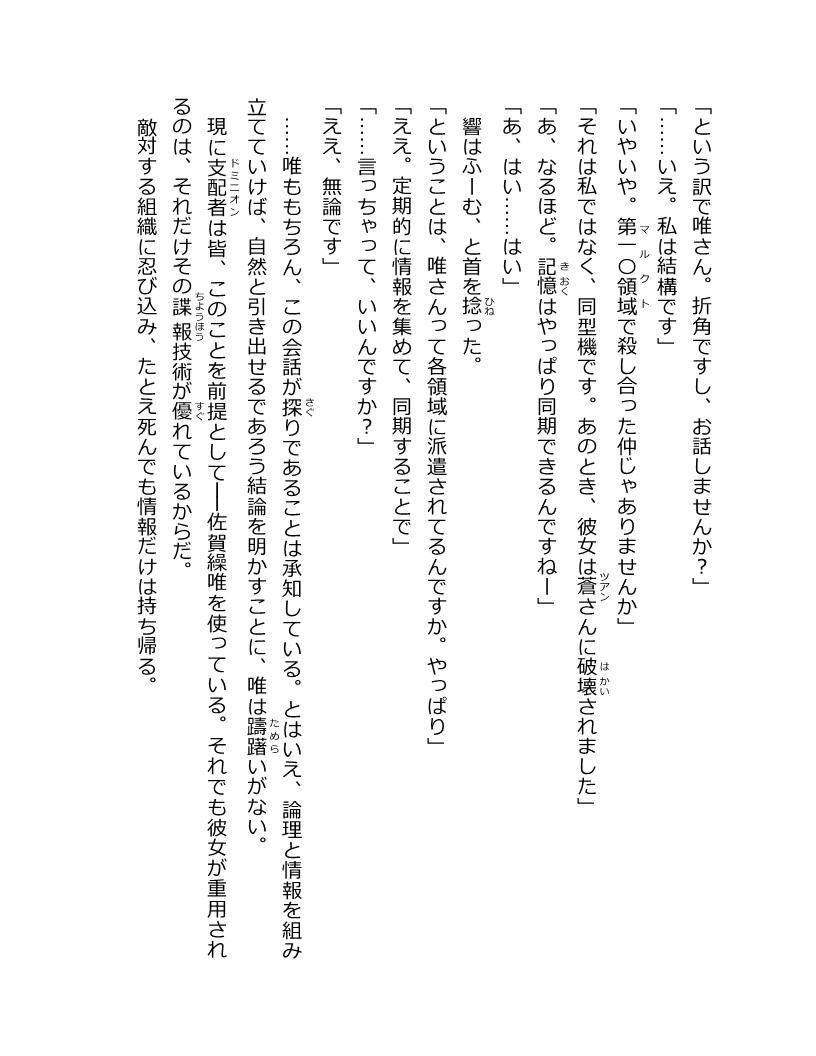 「という訳で唯さん。折角ですし、お話しませんか？」
「……いえ。私は結構です」
「いやいや。第一〇領域で殺し合った仲じゃありませんか」
「それは私ではなく、同型機です。あのとき、彼女は蒼さんに破壊されました」
「あ、なるほど。記憶はやっぱり同期できるんですねー」
「あ、はい……はい」
響はふーむ、と首を捻った。
「ということは、唯さんって各領域に派遣されてるんですか。やっぱり」
「ええ。定期的に情報を集めて、同期することで」
「……言っちゃって、いいんですか？」
「ええ、無論です」
……唯ももちろん、この会話が探りであることは承知している。とはいえ、論理と情報を組み
立てていけば、自然と引き出せるであろう結論を明かすことに、唯は躊躇いがない。
現に支配者は皆、このことを前提として──佐賀繰唯を使っている。それでも彼女が重用され
るのは、それだけその諜報技術が優れているからだ。
敵対する組織に忍び込み、たとえ死んでも情報だけは持ち帰る。